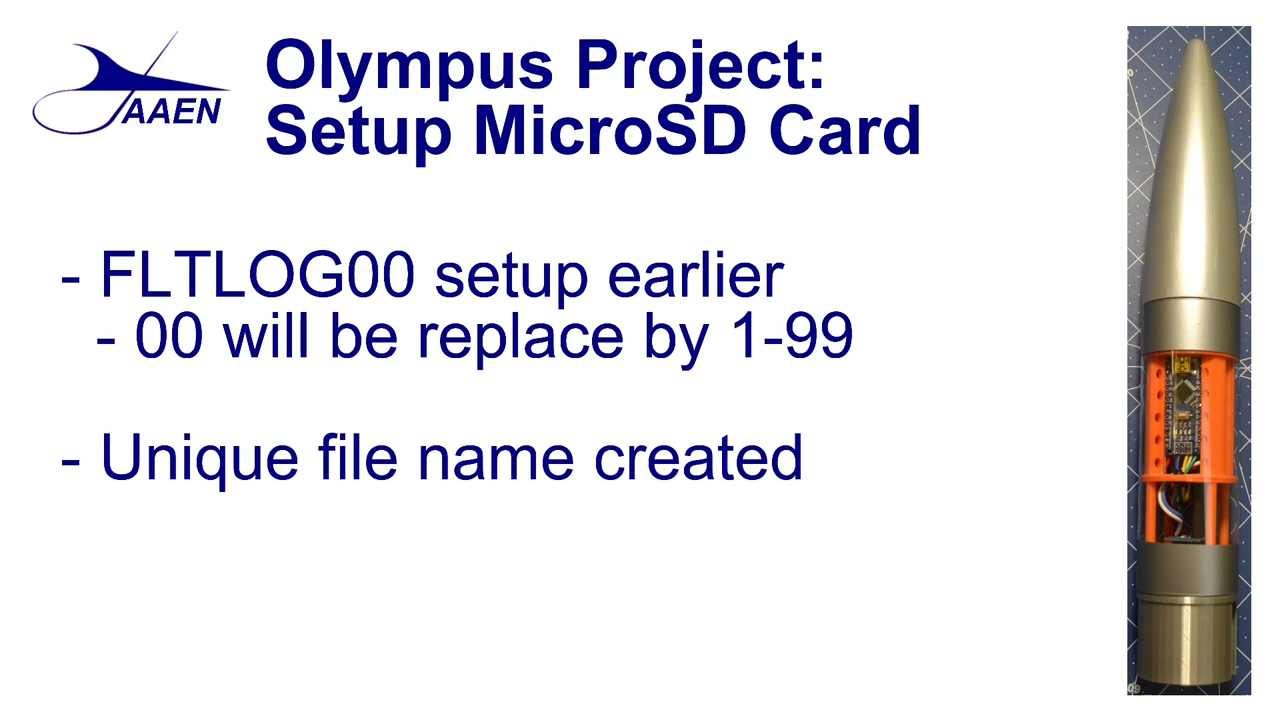 AAEN
Olympus Project:
Setup MicroSD Card
- FLTLOG00 setup earlier
- 00 will be replace by 1-99
- Unique file name created